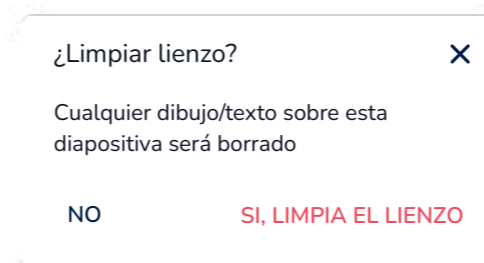 ¿Limpiar lienzo?
Cualquier dibujo/texto sobre esta
diapositiva será borrado
NO
SI, LIMPIA EL LIENZO